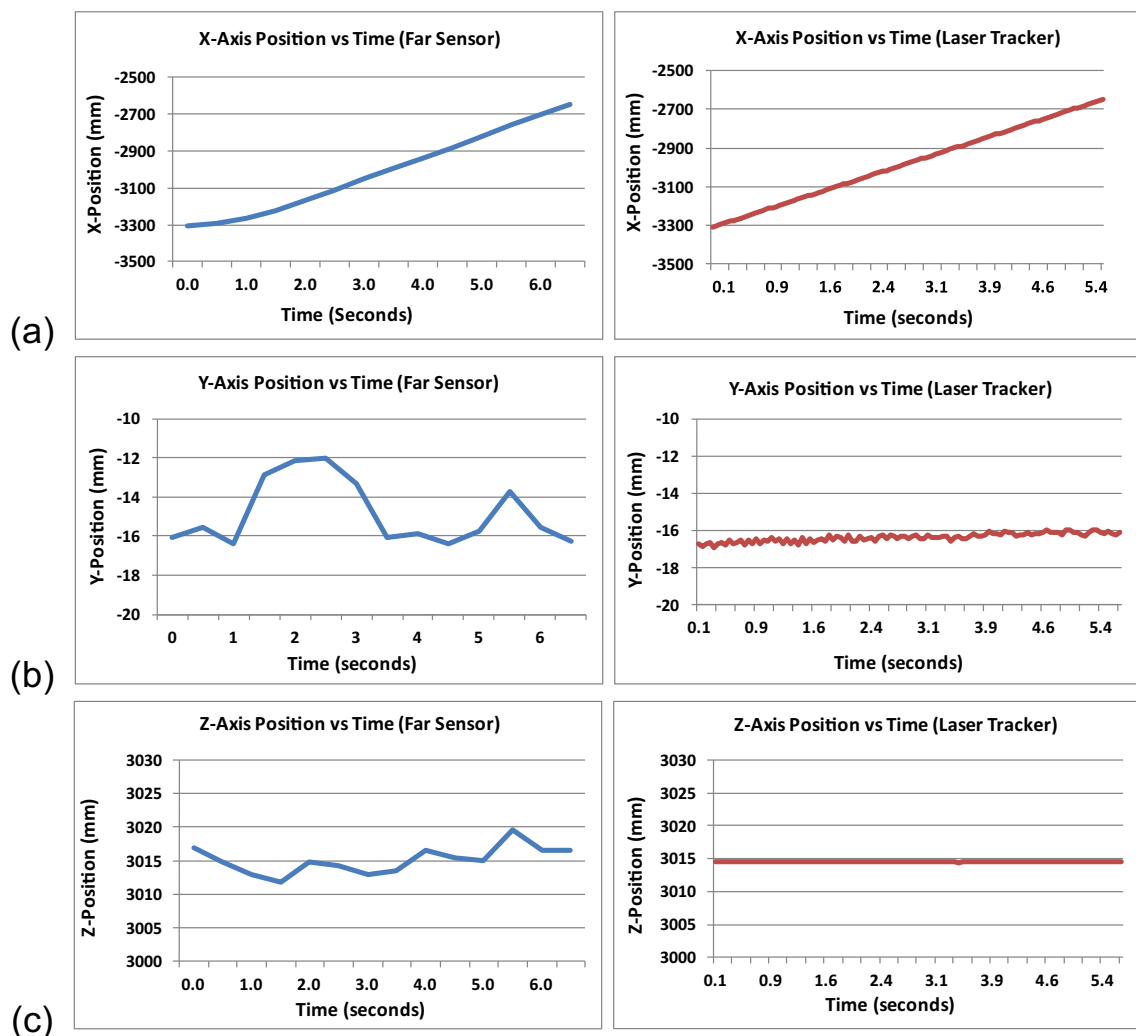 X-Axis Position vs Time (Far Sensor)
X-Position (mm)
-2500
-2700
-2900
-3100
-3300
-3500
0.0 1.0 2.0 3.0 4.0 5.0 6.0
Time (Seconds)
X-Axis Position vs Time (Laser Tracker)
X-Position (mm)
-2500
-2700
-2900
-3100
-3300
-3500
0.1 0.9 1.6 2.4 3.1 3.9 4.6 5.4
Time (seconds)
(a)
Y-Axis Position vs Time (Far Sensor)
Y-Position (mm)
-10
-12
-14
-16
-18
-20
0 1 2 3 4 5 6
Time (seconds)
Y-Axis Position vs Time (Laser Tracker)
Y-Position (mm)
-10
-12
-14
-16
-18
-20
0.1 0.9 1.6 2.4 3.1 3.9 4.6 5.4
Time (seconds)
(b)
Z-Axis Position vs Time (Far Sensor)
Z-Position (mm)
3030
3025
3020
3015
3010
3005
3000
0.0 1.0 2.0 3.0 4.0 5.0 6.0
Time (seconds)
Z-Axis Position vs Time (Laser Tracker)
Z-Position (mm)
3030
3025
3020
3015
3010
3005
3000
0.1 0.9 1.6 2.4 3.1 3.9 4.6 5.4
Time (seconds)
(c)